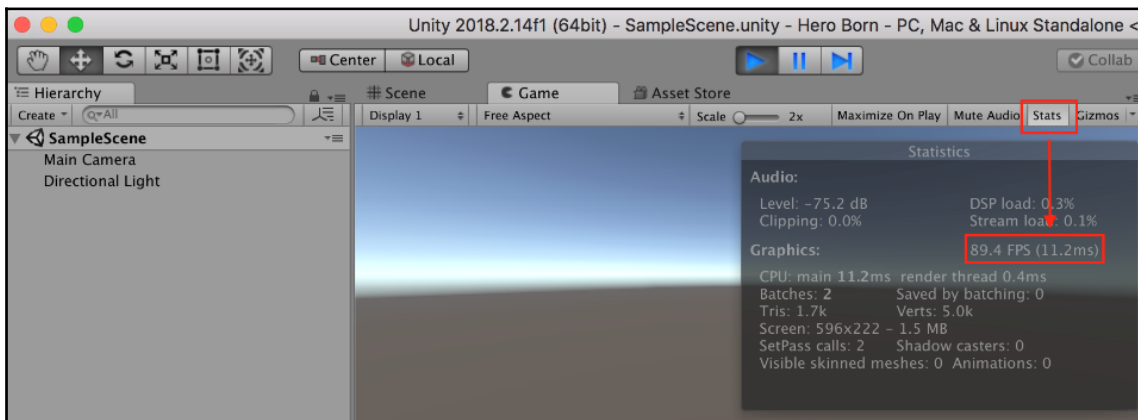 Unity 2018.2.14f1 (64bit) - SampleScene.unity - Hero Born - PC, Mac & Linux Standalone <
Center Local Collab
Hierarchy Scene Game Asset Store
Create All Display 1 Free Aspect Scale 2x Maximize On Play Mute Audio Stats Gizmos
SampleScene
Main Camera
Directional Light
Statistics
Audio:
Level: -75.2 dB DSP load: 0.3%
Clipping: 0.0% Stream load: 0.1%
Graphics: 89.4 FPS (11.2ms)
CPU: main 11.2ms render thread 0.4ms
Batches: 2 Saved by batching: 0
Tris: 1.7k Verts: 5.0k
Screen: 596x222 - 1.5 MB
SetPass calls: 2 Shadow casters: 0
Visible skinned meshes: 0 Animations: 0